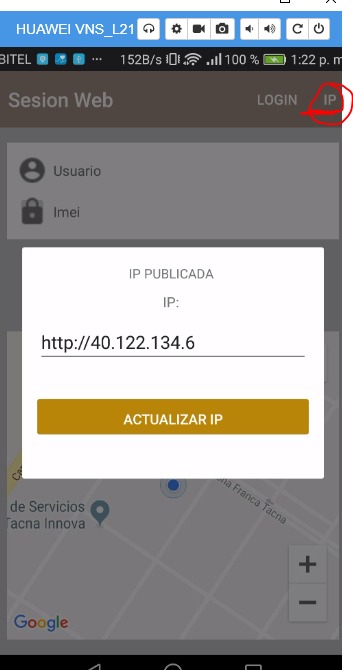 HUAWEI VNS_L21
BITEL ... 152B/s 100 % 1:22 p. m
Sesion Web LOGIN IP
Usuario
Imei
IP PUBLICADA
IP:
http://40.122.134.6
ACTUALIZAR IP
de Servicios
Tacna Innova
na Franca Tacna
Google